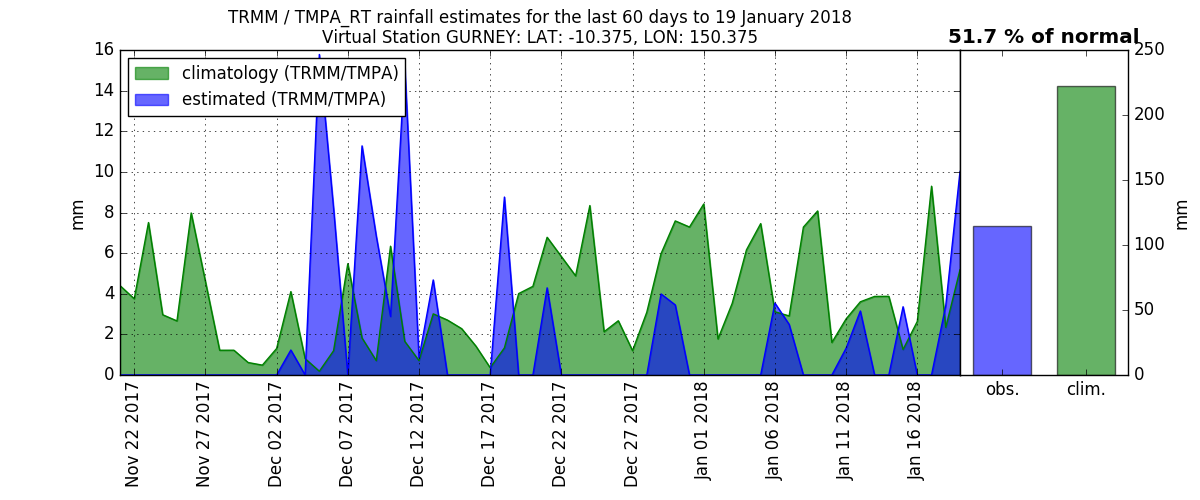 TRMM / TMPA_RT rainfall estimates for the last 60 days to 19 January 2018
Virtual Station GURNEY: LAT: -10.375, LON: 150.375
51.7 % of normal
climatology (TRMM/TMPA)
estimated (TRMM/TMPA)
mm
16
14
12
10
8
6
4
2
0
250
200
150
100
50
0
mm
Nov 22 2017
Nov 27 2017
Dec 02 2017
Dec 07 2017
Dec 12 2017
Dec 17 2017
Dec 22 2017
Dec 27 2017
Jan 01 2018
Jan 06 2018
Jan 11 2018
Jan 16 2018
obs.
clim.